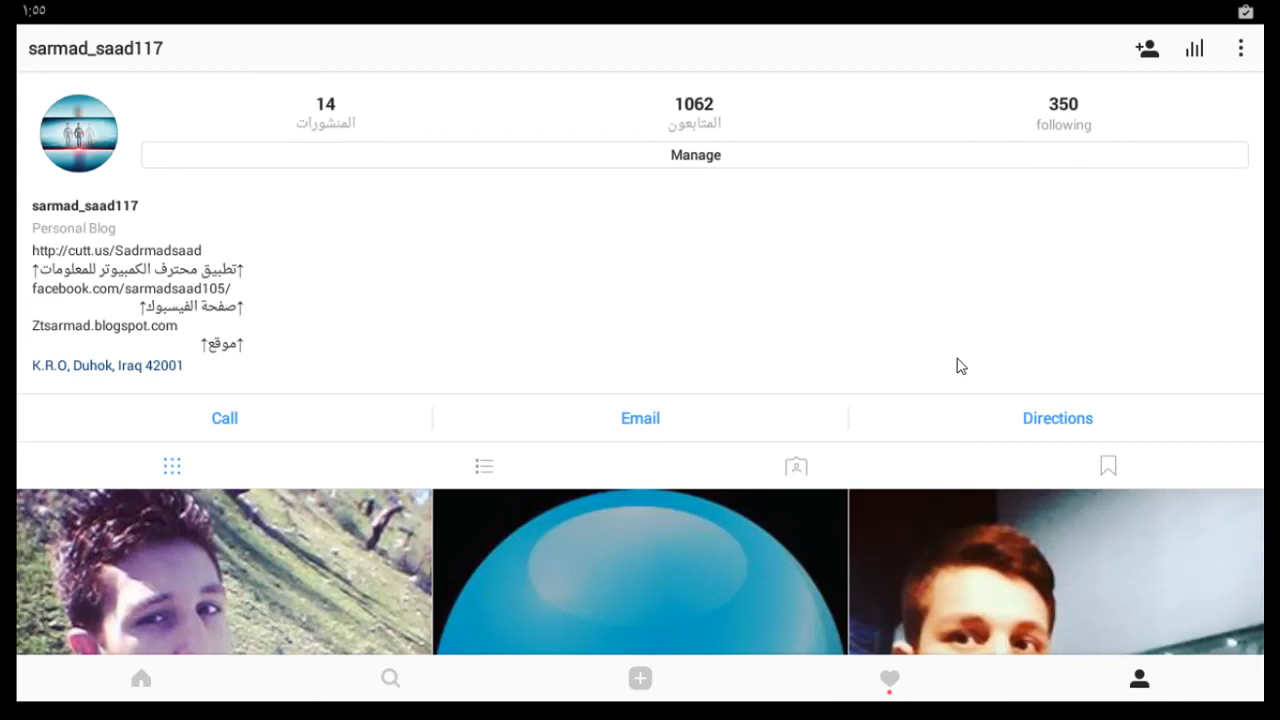 ١:٥٥
sarmad_saad117
14
1062
350
المنشورات
المتابعون
following
Manage
sarmad_saad117
Personal Blog
http://cutt.us/Sadrmadsaad
↑تطبيق محترف الكمبيوتر للمعلومات↑
facebook.com/sarmadsaad105/
↑صفحة الفيسبوك↑
Ztsarmad.blogspot.com
↑موقع↑
K.R.O, Duhok, Iraq 42001
Call
Email
Directions